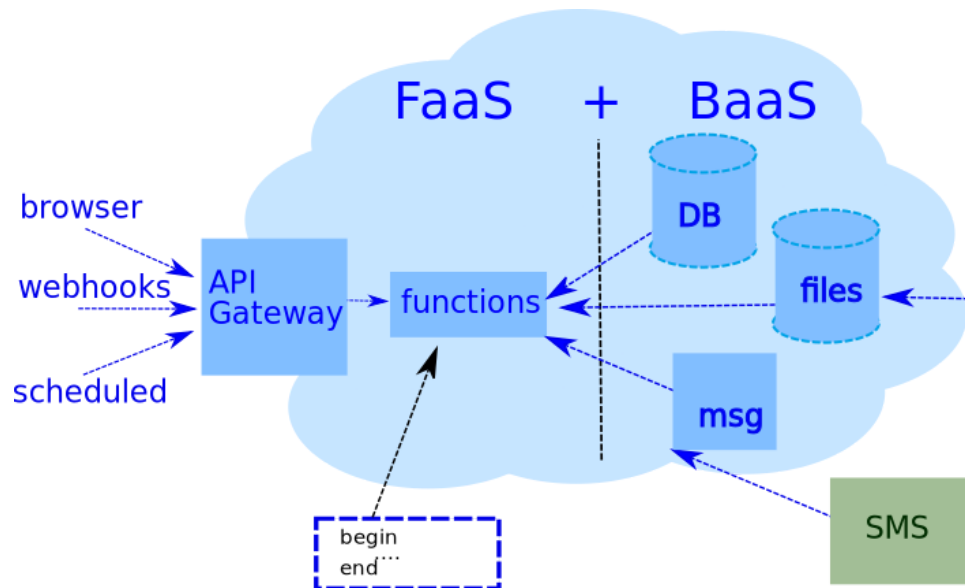 FaaS + BaaS
browser
webhooks
scheduled
API
Gateway
functions
DB
files
msg
SMS
begin
....
end